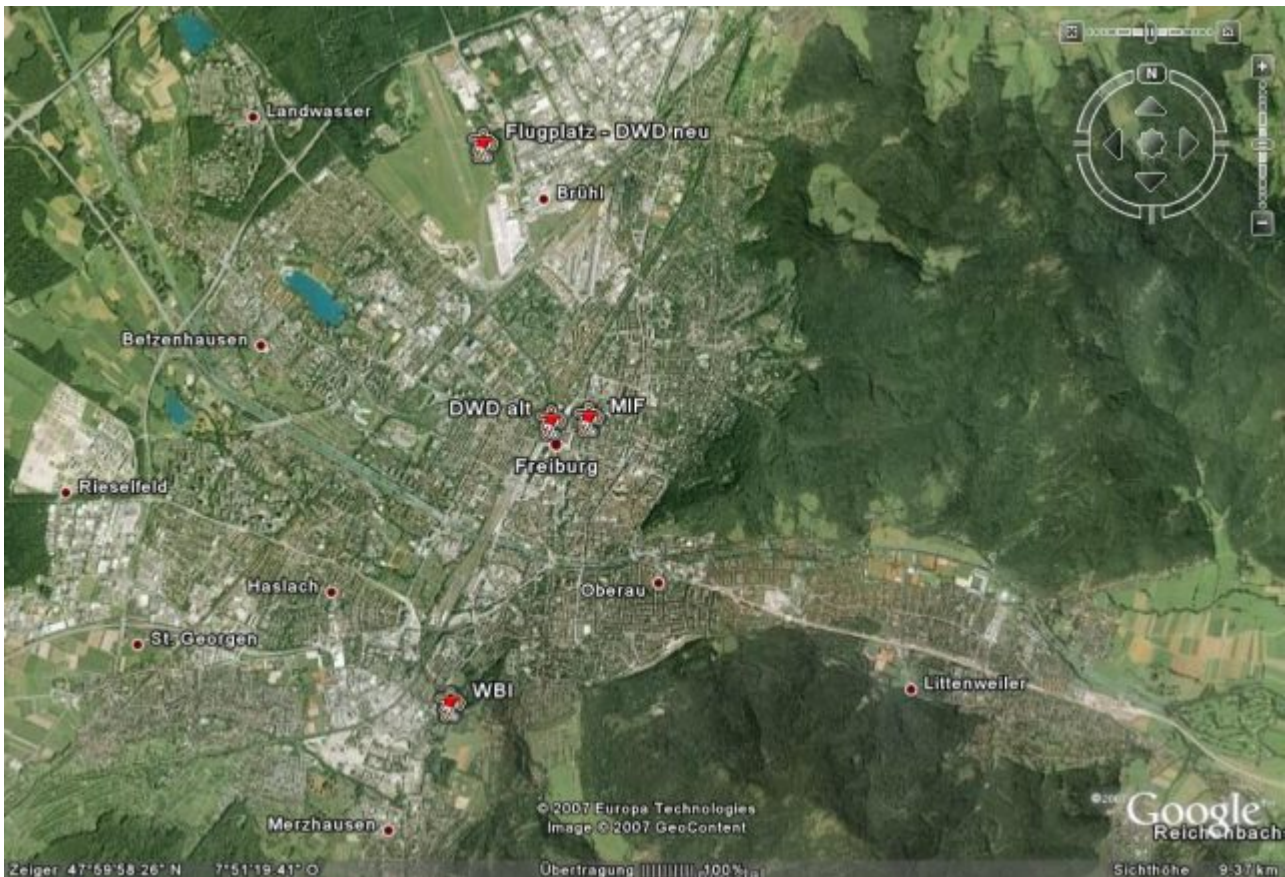 Landwasser
Flugplatz - DWD neu
N
Brühl
Betzenhausen
DWD alt
MIF
Freiburg
Rieselfeld
Haslach
Oberau
St. Georgen
WBI
Littenweiler
© 2007 Europa Technologies
Image © 2007 GeoContent
Google
Merzhausen
Reichenbach
Zeiger 47°59'58.26" N 7°51'19.41" O
Übertragung |||||||||| 100%
Sichthöhe 9.37 km